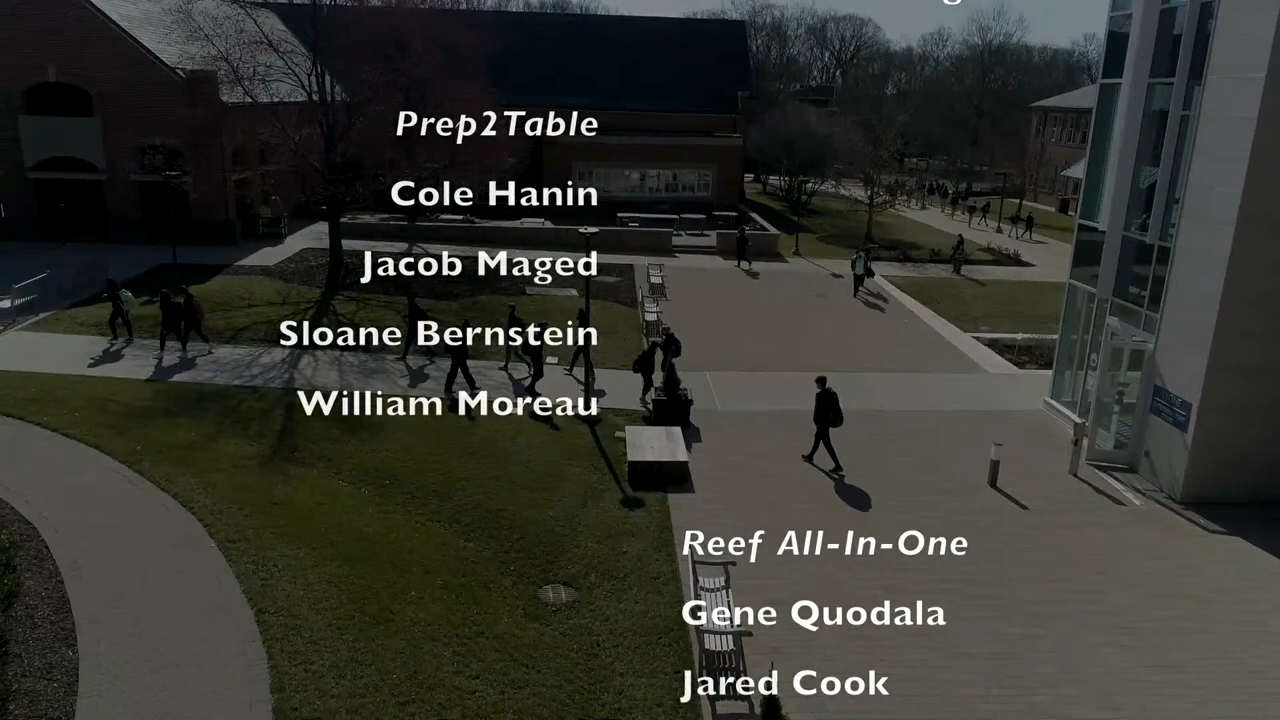 Prep2Table
Cole Hanin
Jacob Maged
Sloane Bernstein
William Moreau
Reef All-In-One
Gene Quodala
Jared Cook